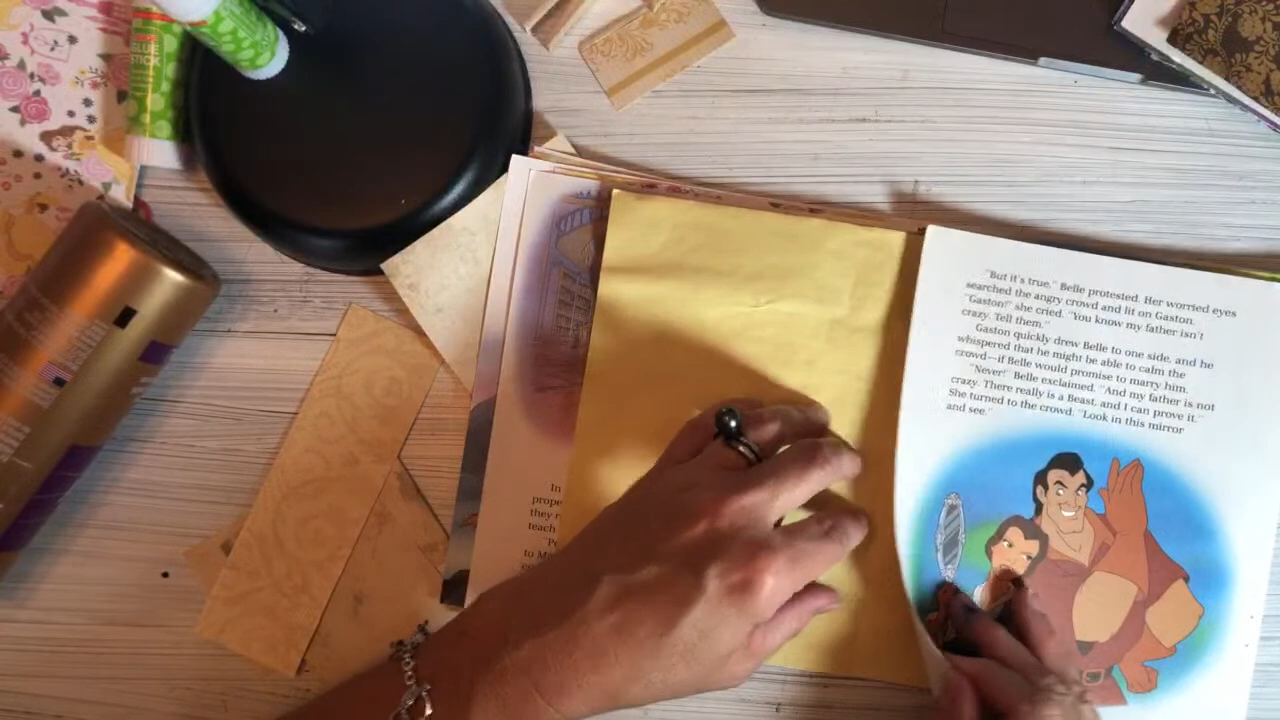 GLUE
STICK
"But it's true," Belle protested. Her worried eyes
searched the angry crowd and lit on Gaston.
"Gaston!" she cried. "You know my father isn't
crazy. Tell them."
Gaston quickly drew Belle to one side, and he
whispered that he might be able to calm the
crowd—if Belle would promise to marry him.
"Never!" Belle exclaimed. "And my father is not
crazy. There really is a Beast, and I can prove it."
She turned to the crowd. "Look in this mirror
and see."
In
prope
they
teach
to